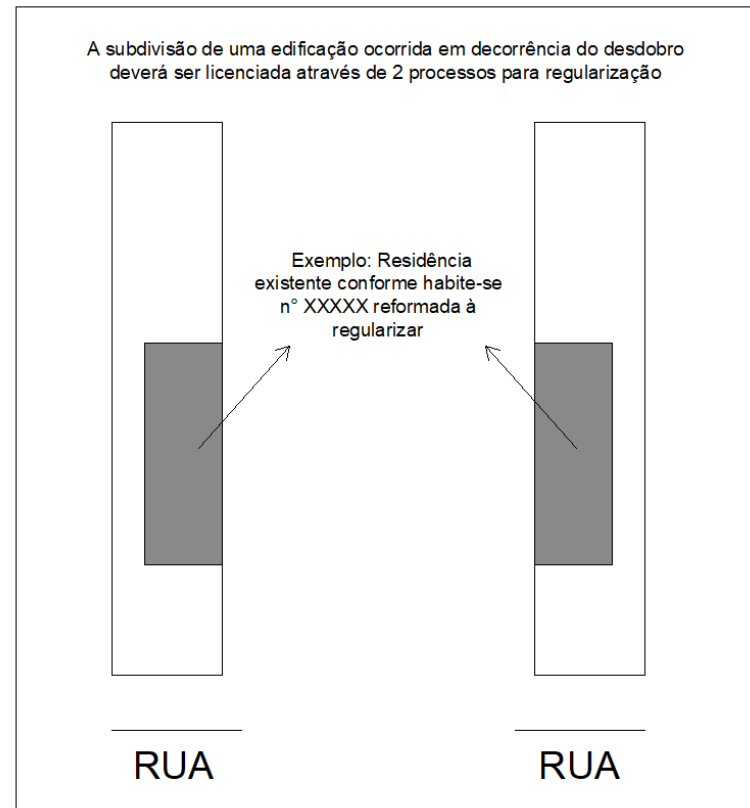 A subdivisão de uma edificação ocorrida em decorrência do desdobro
deverá ser licenciada através de 2 processos para regularização
Exemplo: Residência
existente conforme habite-se
n° XXXXX reformada à
regularizar
RUA
RUA